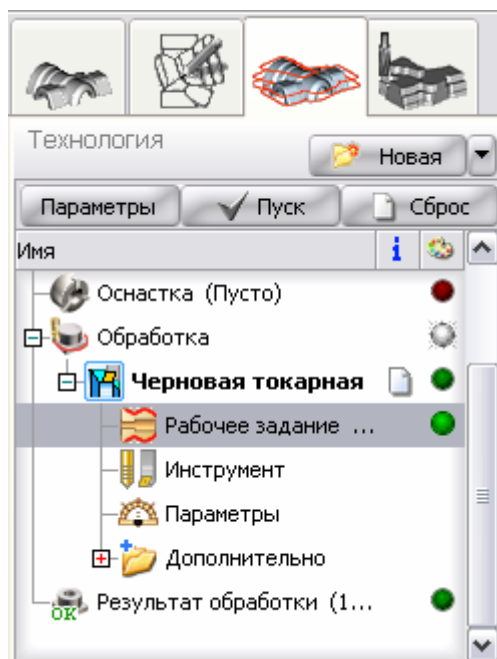 Технология
Новая
Параметры Пуск Сброс
Имя i
Оснастка (Пусто)
Обработка
Черновая токарная
Рабочее задание ...
Инструмент
Параметры
Дополнительно
OK Результат обработки (1...